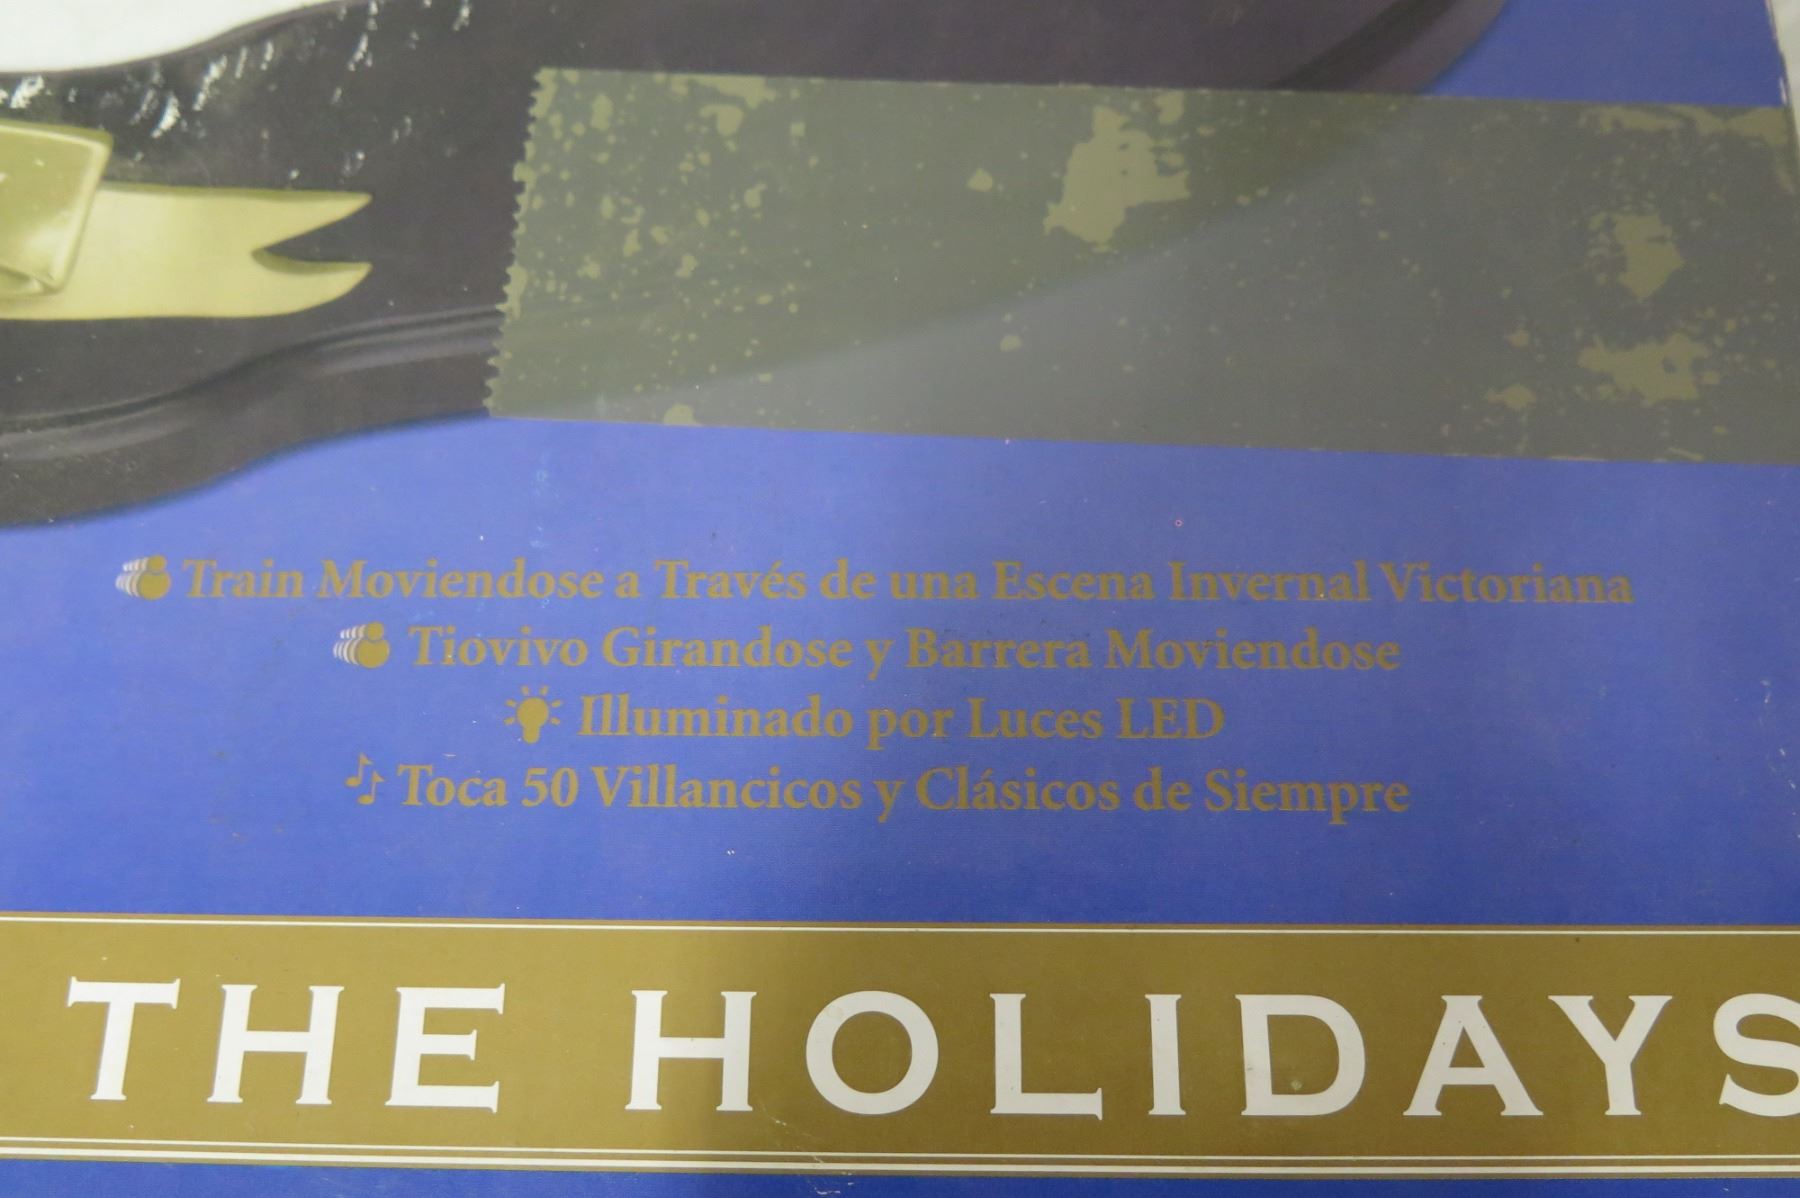 Train Moviendose a Través de una Escena Invernal Victoriana
Tiovivo Girandose y Barrera Moviendose
Illuminado por Luces LED
Toca 50 Villancicos y Clásicos de Siempre
THE HOLIDAYS